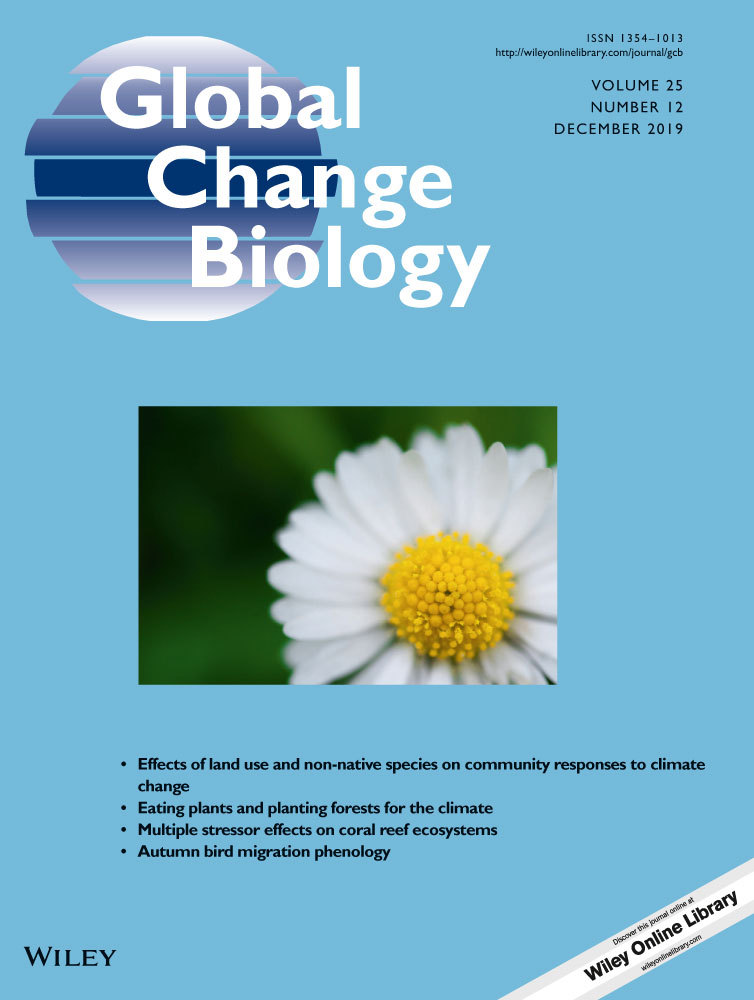 ISSN 1354–1013
http://wileyonlinelibrary.com/journal/gcb
VOLUME 25
NUMBER 12
DECEMBER 2019
Global
Change
Biology
• Effects of land use and non-native species on community responses to climate
change
• Eating plants and planting forests for the climate
• Multiple stressor effects on coral reef ecosystems
• Autumn bird migration phenology
WILEY
Discover this journal online at
Wiley Online Library
wileyonlinelibrary.com